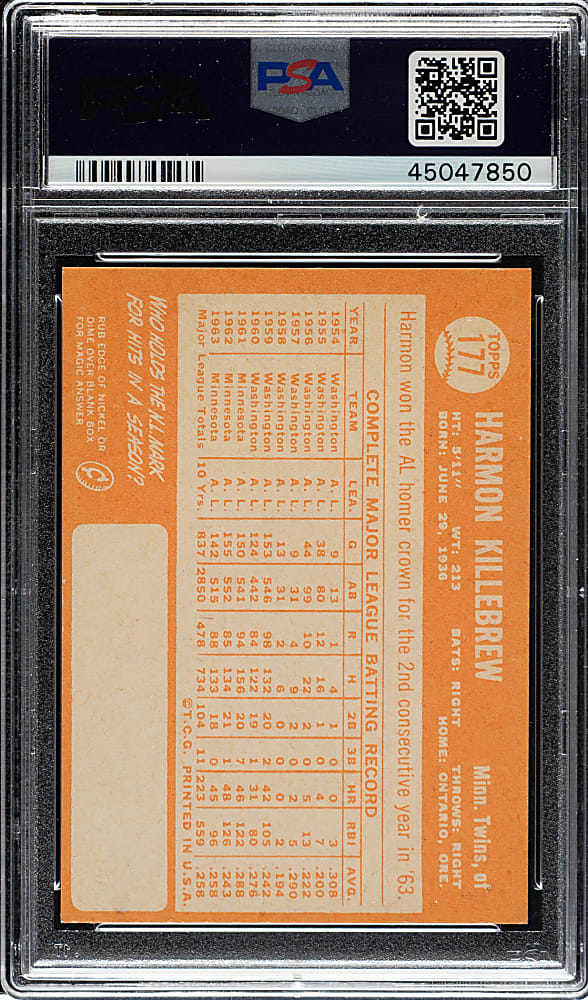 PSA
45047850
TOPPS
177
HARMON KILLEBREW
Minn. Twins, of
HT: 5'11" WT: 213 BATS: RIGHT THROWS: RIGHT
BORN: JUNE 29, 1936 HOME: ONTARIO, ORE.
Harmon won the AL homer crown for the 2nd consecutive year in '63.
COMPLETE MAJOR LEAGUE BATTING RECORD
YEAR TEAM LEA G AB R H 2B 3B HR RBI AVG.
1954 Washington A. L. 9 13 1 4 1 0 0 3 .308
1955 Washington A. L. 38 80 12 16 1 0 4 7 .200
1956 Washington A. L. 44 99 10 22 2 0 5 13 .222
1957 Washington A. L. 9 31 4 9 2 0 2 5 .290
1958 Washington A. L. 13 31 2 6 0 0 0 2 .194
1959 Washington A. L. 153 546 98 132 20 2 42 105 .242
1960 Washington A. L. 124 442 84 122 19 1 31 80 .276
1961 Minnesota A. L. 150 541 94 156 20 7 46 122 .288
1962 Minnesota A. L. 155 552 85 134 21 1 48 126 .243
1963 Minnesota A. L. 142 515 88 133 18 0 45 96 .258
Major League Totals 10 Yrs. 837 2850 478 734 104 11 223 559 .258
©T.C.G. PRINTED IN U.S.A.
WHO HOLDS THE N.L. MARK
FOR HITS IN A SEASON?
RUB EDGE OF NICKEL OR
DIME OVER BLANK BOX
FOR MAGIC ANSWER